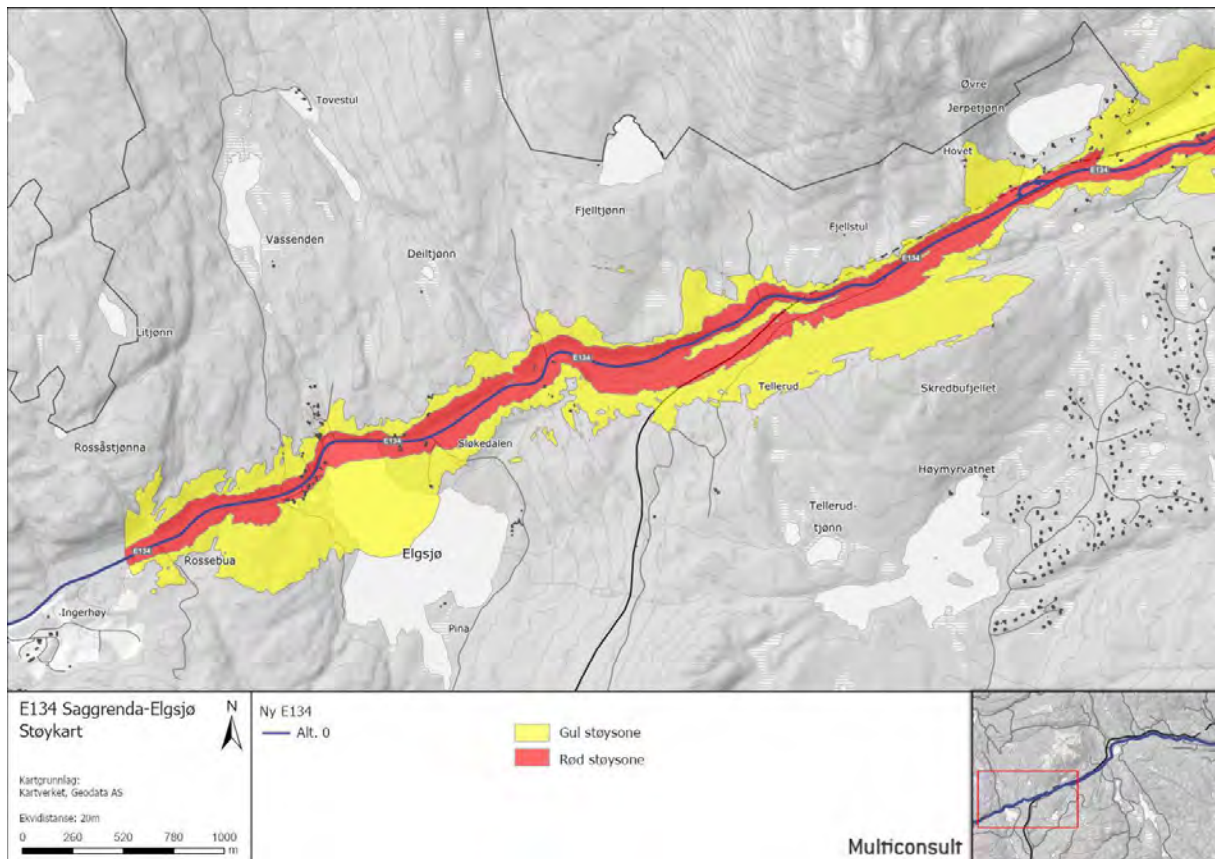 Øvre
Jerpetjønn
Tovestul
Hovet
Fjelltjønn
Fjellstul
E134
Vassenden
Deiltjønn
E134
Litjønn
E134
Tellerud
Skredbufjellet
E134
Sløkedalen
Rossåstjønna
Høymyrvatnet
Tellerud-
tjønn
E134
Rossebua
Elgsjø
Ingerhøy
Pina
E134 Saggrenda-Elgsjø
Støykart
N
Kartgrunnlag:
Kartverket, Geodata AS
Ekvidistanse: 20m
0 260 520 780 1000
m
Ny E134
Alt. 0
Gul støysone
Rød støysone
Multiconsult